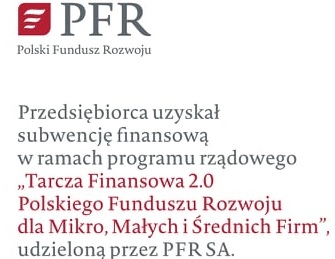 PFR
Polski Fundusz Rozwoju
Przedsiębiorca uzyskał
subwencję finansową
w ramach programu rządowego
„Tarcza Finansowa 2.0
Polskiego Funduszu Rozwoju
dla Mikro, Małych i Średnich Firm”,
udzieloną przez PFR SA.